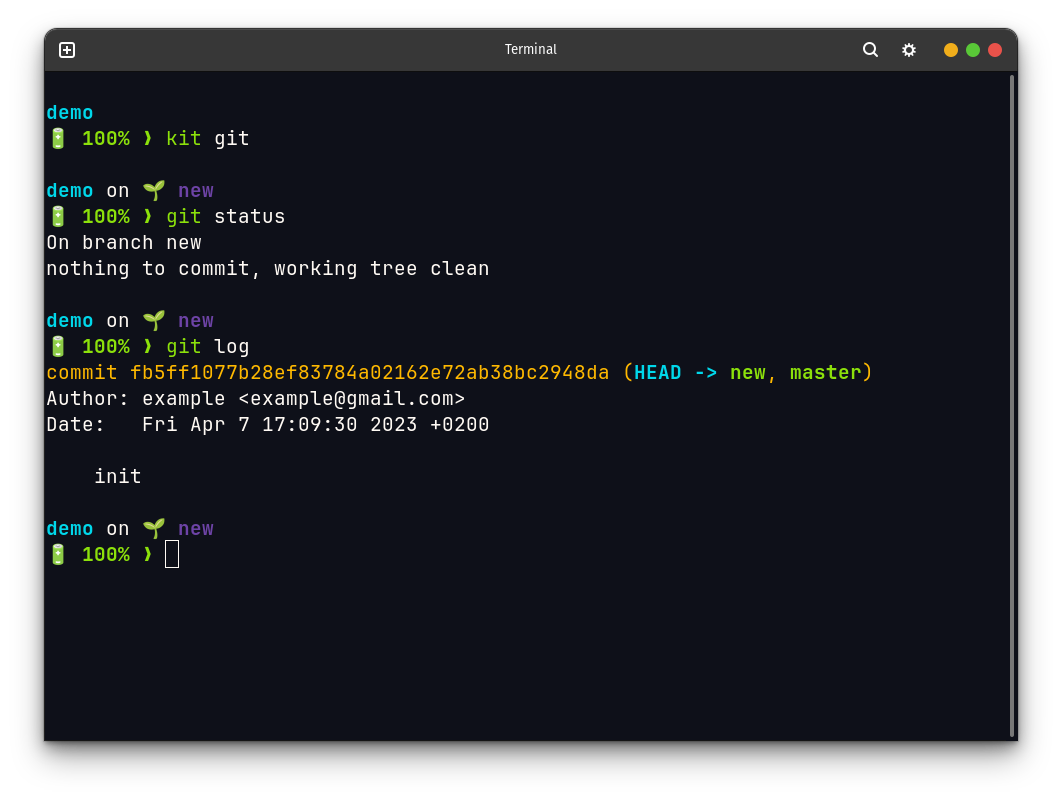 Terminal
demo
100% ❫ kit git
demo on 🌱 new
100% ❫ git status
On branch new
nothing to commit, working tree clean
demo on 🌱 new
100% ❫ git log
commit fb5ff1077b28ef83784a02162e72ab38bc2948da (HEAD -> new, master)
Author: example <example@gmail.com>
Date:   Fri Apr 7 17:09:30 2023 +0200
    init
demo on 🌱 new
100% ❫